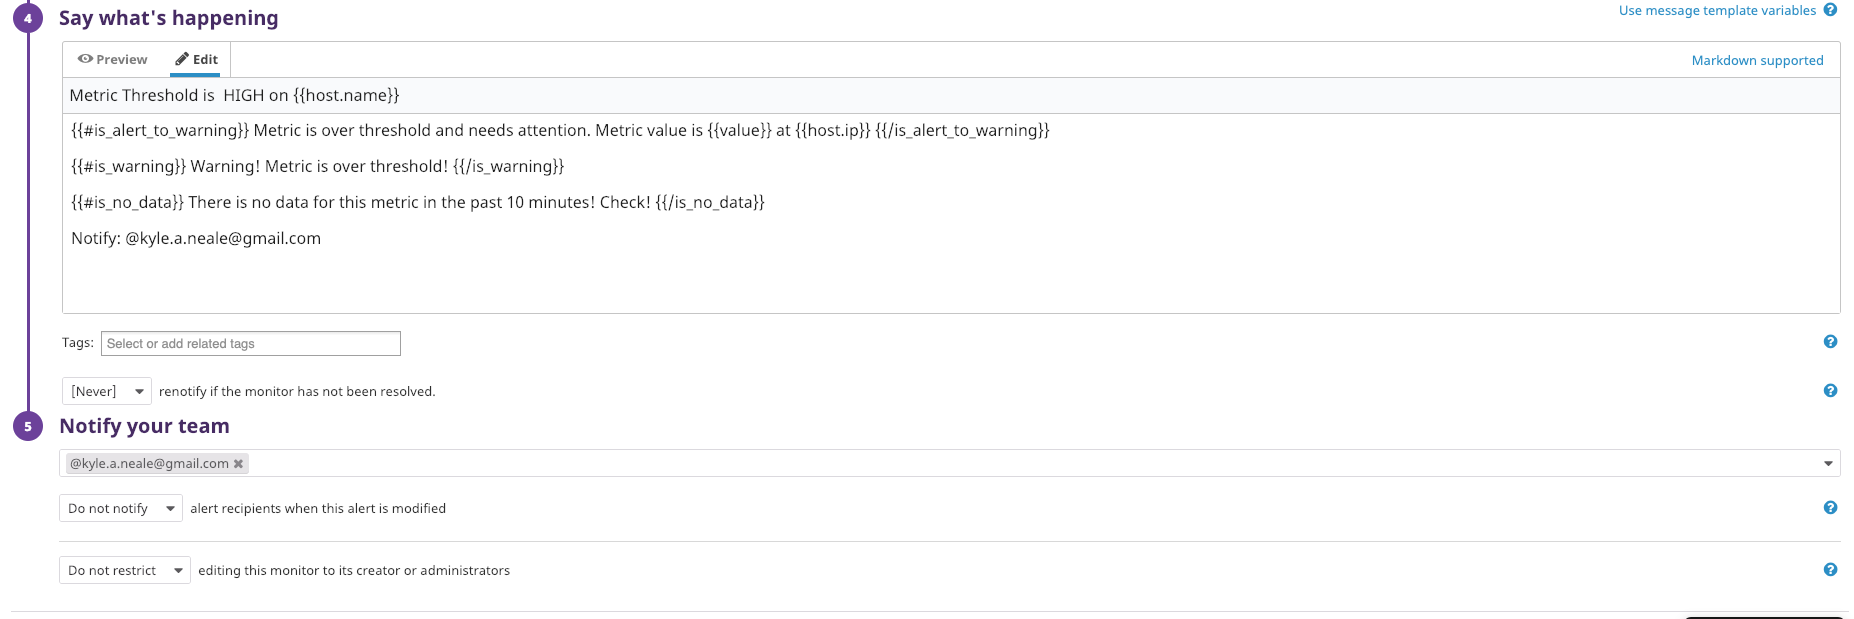 4 Say what's happening
Use message template variables ?
Preview Edit
Markdown supported
Metric Threshold is  HIGH on {{host.name}}
{{#is_alert_to_warning}} Metric is over threshold and needs attention. Metric value is {{value}} at {{host.ip}} {{/is_alert_to_warning}}
{{#is_warning}} Warning! Metric is over threshold! {{/is_warning}}
{{#is_no_data}} There is no data for this metric in the past 10 minutes! Check! {{/is_no_data}}
Notify: @kyle.a.neale@gmail.com
Tags: Select or add related tags ?
[Never] renotify if the monitor has not been resolved. ?
5 Notify your team
@kyle.a.neale@gmail.com ×
Do not notify alert recipients when this alert is modified ?
Do not restrict editing this monitor to its creator or administrators ?